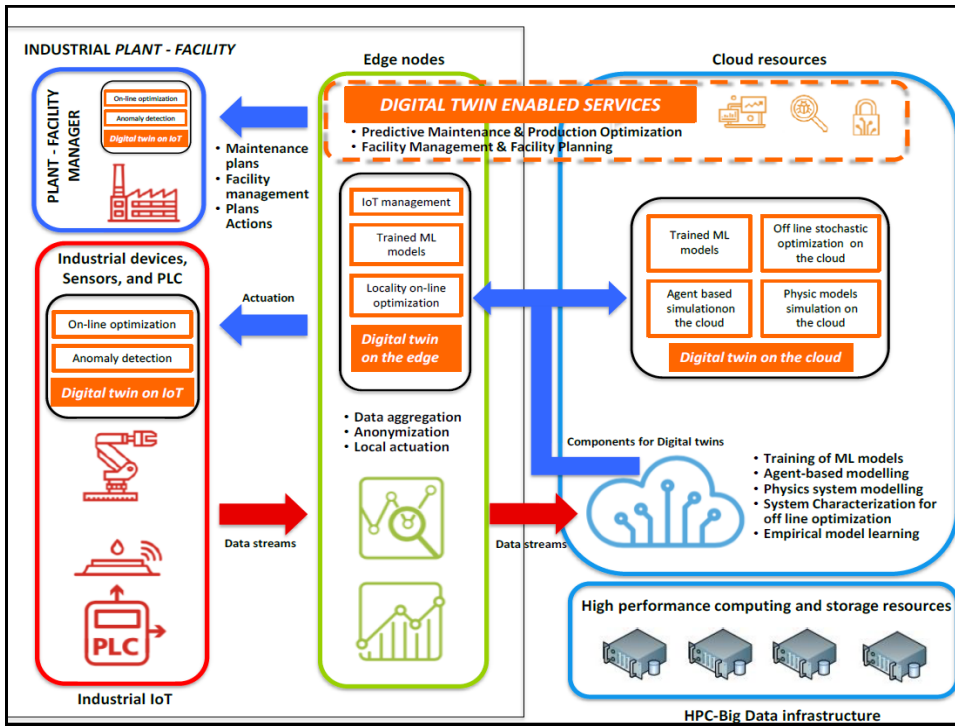 INDUSTRIAL PLANT - FACILITY
PLANT - FACILITY
MANAGER
On-line optimization
Anomaly detection
Digital twin on IoT
• Maintenance
plans
• Facility
management
• Plans
Actions
Industrial devices,
Sensors, and PLC
On-line optimization
Anomaly detection
Digital twin on IoT
Actuation
PLC
Industrial IoT
Data streams
Edge nodes
DIGITAL TWIN ENABLED SERVICES
• Predictive Maintenance & Production Optimization
• Facility Management & Facility Planning
IoT management
Trained ML
models
Locality on-line
optimization
Digital twin
on the edge
• Data aggregation
• Anonymization
• Local actuation
Data streams
Cloud resources
Trained ML
models
Off line stochastic
optimization on
the cloud
Agent based
simulationon
the cloud
Physic models
simulation on
the cloud
Digital twin on the cloud
Components for Digital twins
• Training of ML models
• Agent-based modelling
• Physics system modelling
• System Characterization for
off line optimization
• Empirical model learning
High performance computing and storage resources
HPC-Big Data infrastructure